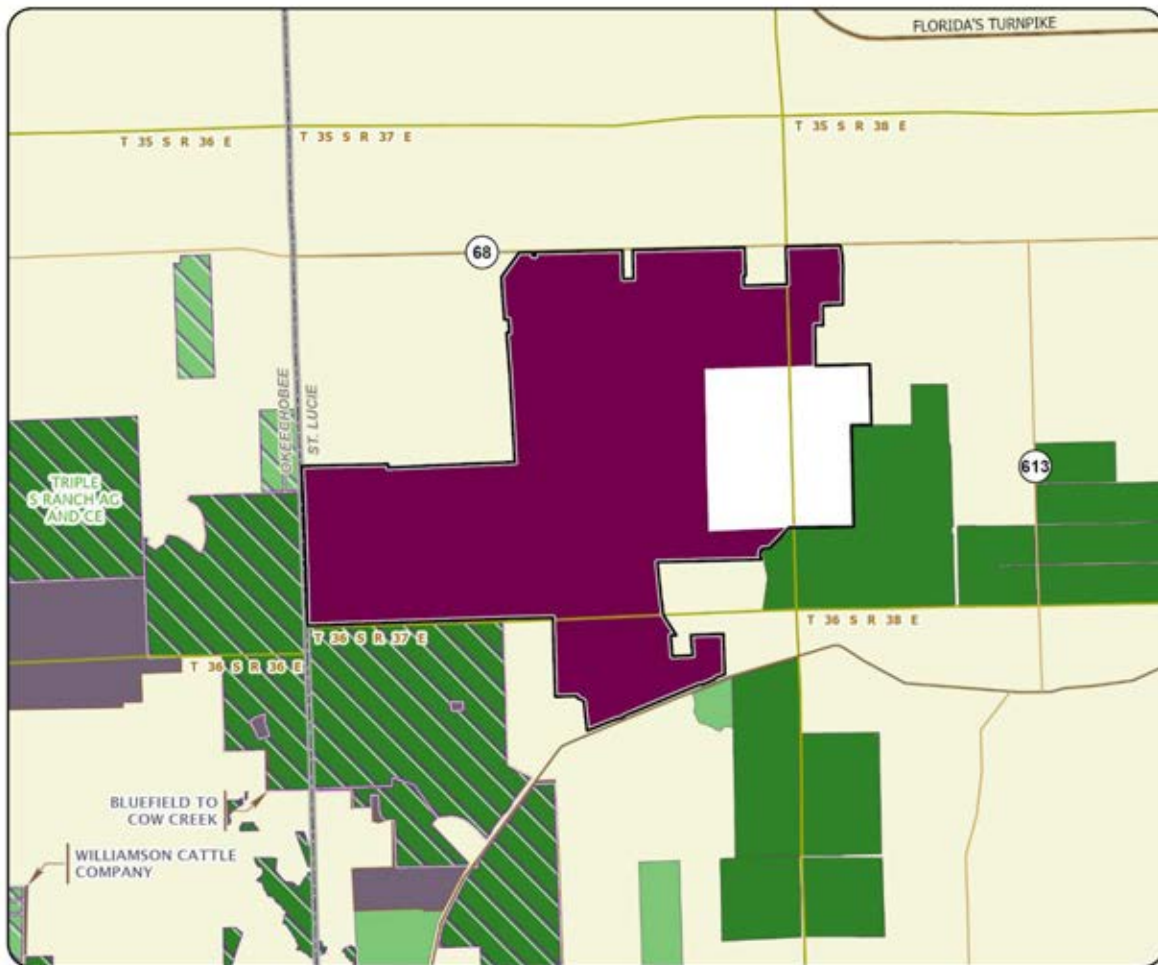 FLORIDA'S TURNPIKE
T 35 S R 36 E
T 35 S R 37 E
T 35 S R 38 E
68
OKEECHOBEE
ST. LUCIE
613
TRIPLE
S RANCH AG
AND CE
T 36 S R 37 E
T 36 S R 38 E
T 36 S R 36 E
BLUEFIELD TO
COW CREEK
WILLIAMSON CATTLE
COMPANY